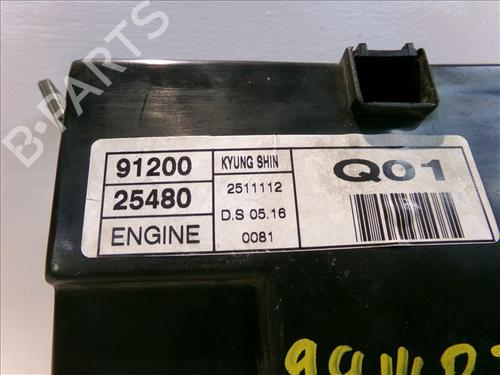 B-PARTS
91200
25480
ENGINE
KYUNG SHIN
2511112
D.S 05.16
0081
Q01